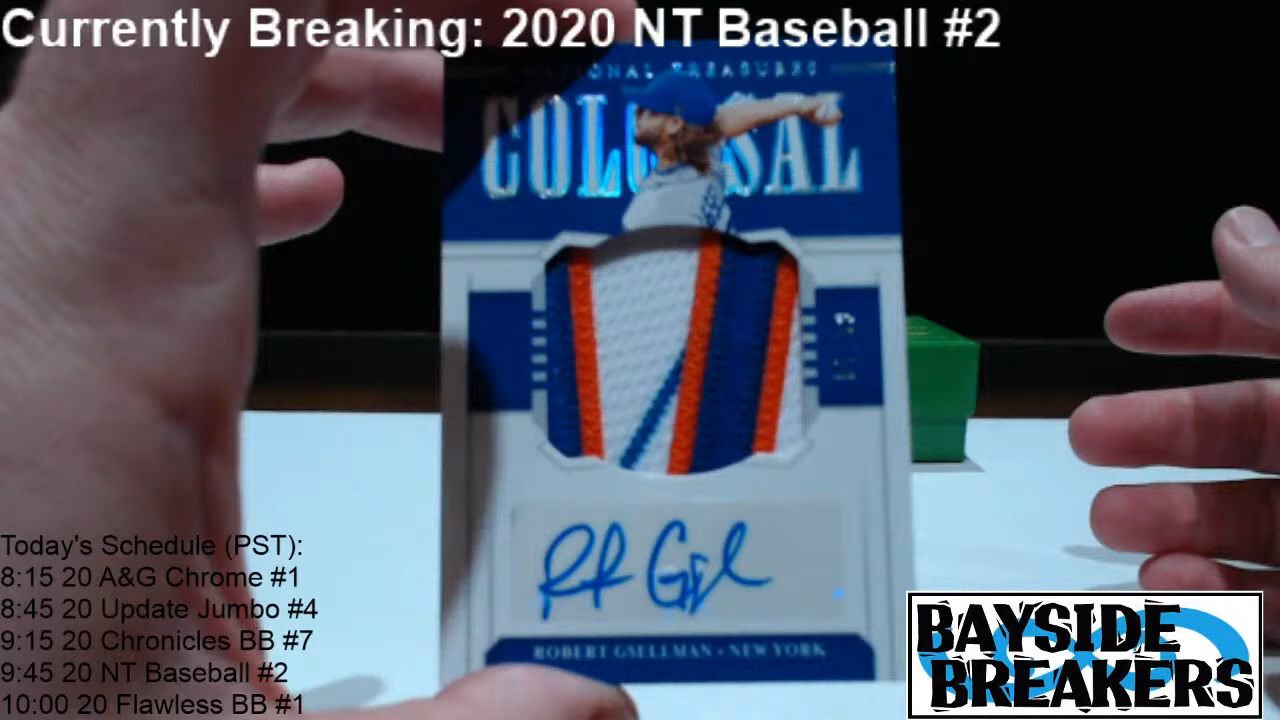 Currently Breaking: 2020 NT Baseball #2
NATIONAL TREASURES
COLOSSAL
ROBERT GSELLMAN • NEW YORK
Today's Schedule (PST):
8:15 20 A&G Chrome #1
8:45 20 Update Jumbo #4
9:15 20 Chronicles BB #7
9:45 20 NT Baseball #2
10:00 20 Flawless BB #1
BAYSIDE
BREAKERS